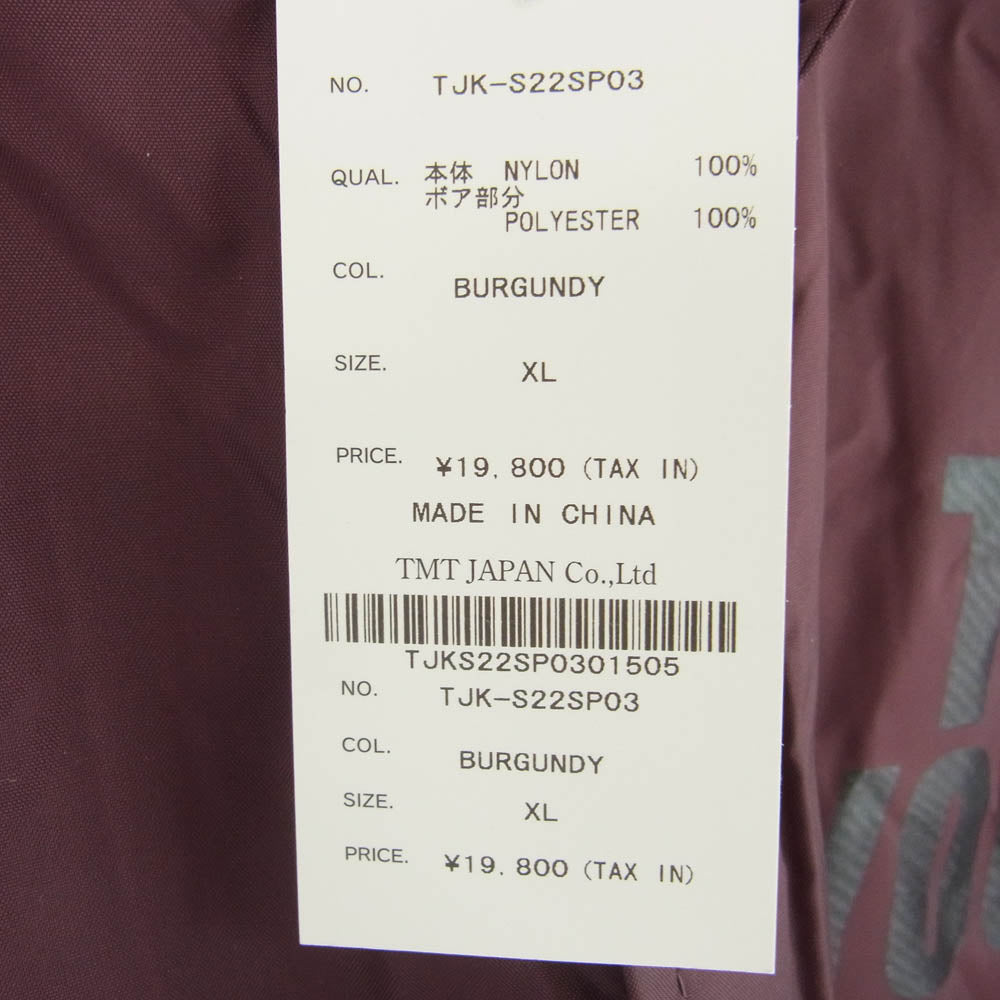 NO. TJK-S22SP03
QUAL. 本体 NYLON 100%
ボア部分
POLYESTER 100%
COL. BURGUNDY
SIZE. XL
PRICE. ¥19,800 (TAX IN)
MADE IN CHINA
TMT JAPAN Co.,Ltd
TJKS22SP0301505
NO. TJK-S22SP03
COL. BURGUNDY
SIZE. XL
PRICE. ¥19,800 (TAX IN)